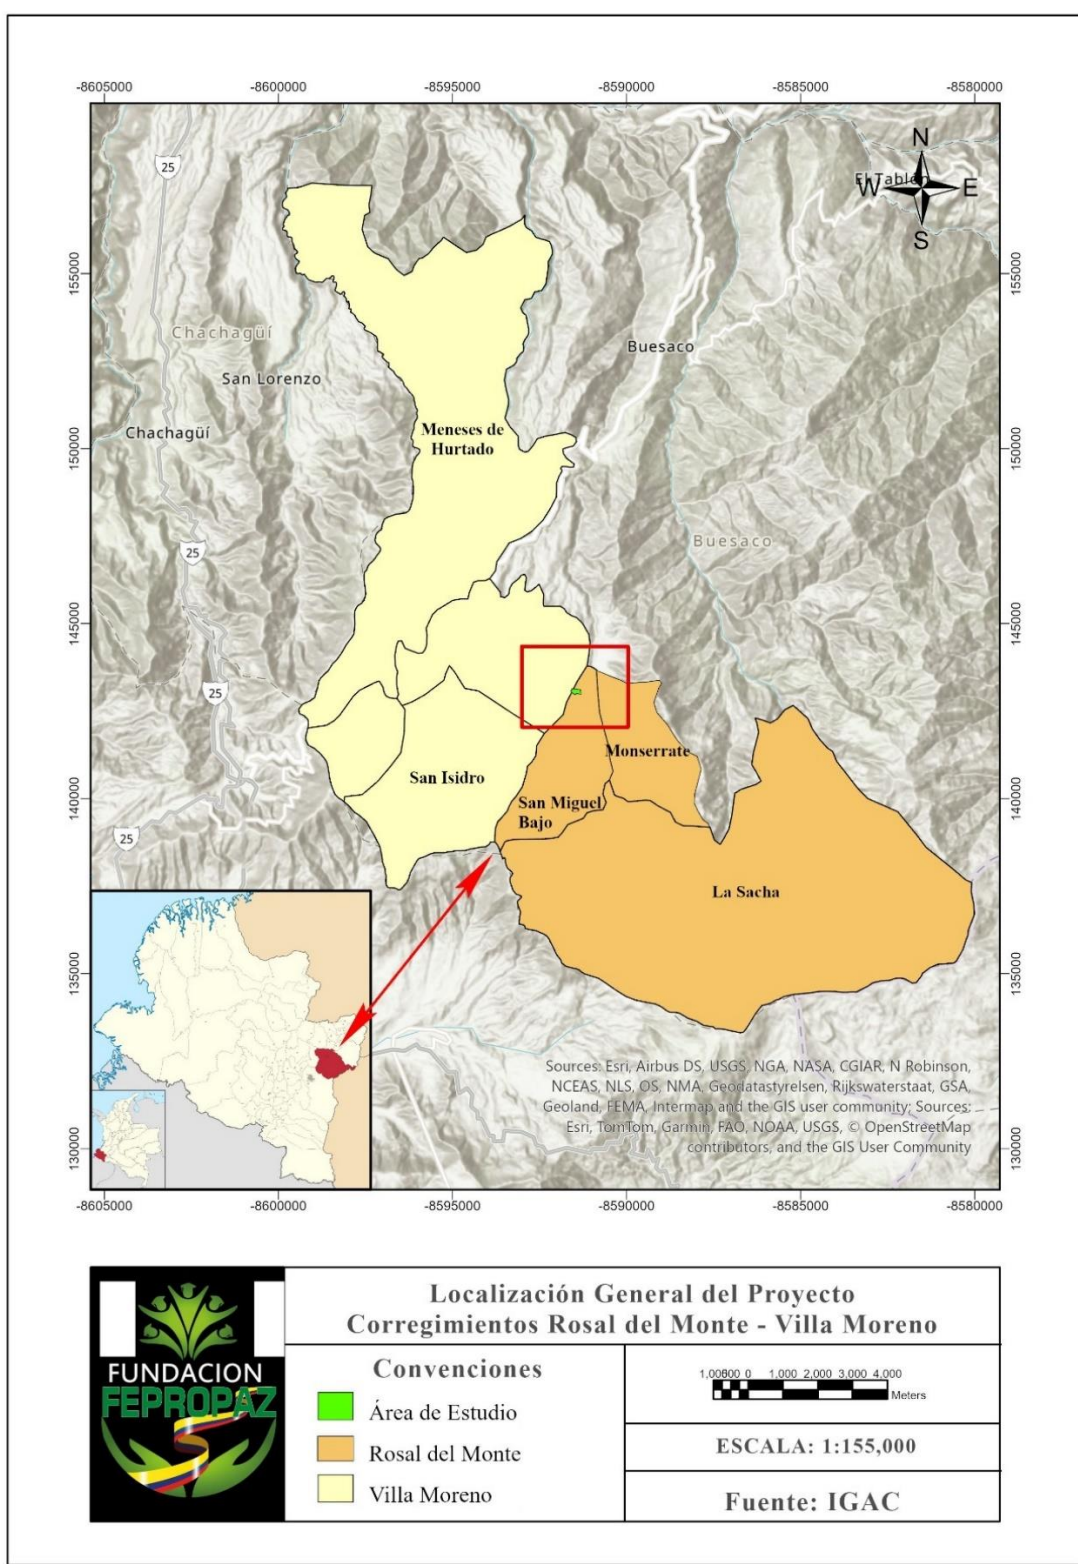 -8605000 -8600000 -8595000 -8590000 -8585000 -8580000
N
W E
S
25
El Tablón
155000 155000
Chachagüí
Buesaco
San Lorenzo
Chachagüí
Meneses de
Hurtado
150000 150000
Buesaco
25
145000 145000
25
Monserrate
San Isidro
San Miguel
Bajo
140000 140000
25
La Sacha
135000 135000
Sources: Esri, Airbus DS, USGS, NGA, NASA, CGIAR, N Robinson,
NCEAS, NLS, OS, NMA, Geodatastyrelsen, Rijkswaterstaat, GSA,
Geoland, FEMA, Intermap and the GIS user community; Sources:
Esri, TomTom, Garmin, FAO, NOAA, USGS, © OpenStreetMap
contributors, and the GIS User Community
130000 130000
-8605000 -8600000 -8595000 -8590000 -8585000 -8580000
FUNDACION
FEPROPAZ
Localización General del Proyecto
Corregimientos Rosal del Monte - Villa Moreno
Convenciones
Área de Estudio
Rosal del Monte
Villa Moreno
0 1,000 2,000 3,000 4,000
Meters
ESCALA: 1:155,000
Fuente: IGAC